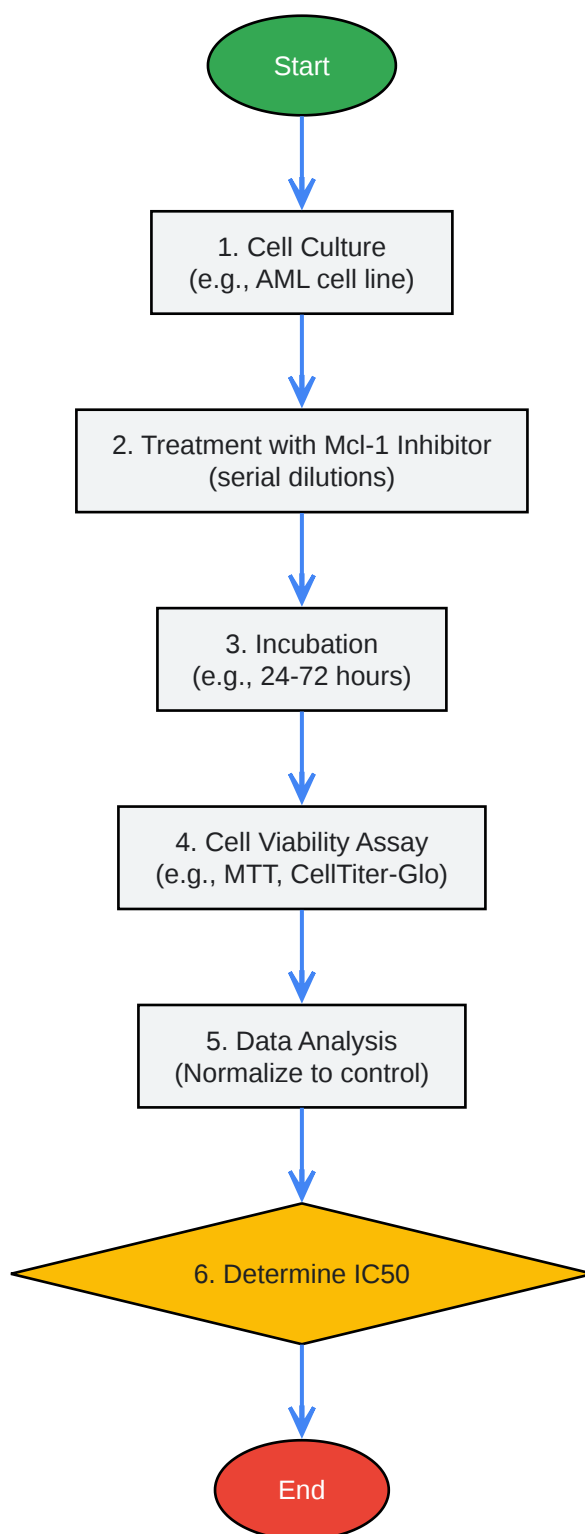 Start
1. Cell Culture
(e.g., AML cell line)
2. Treatment with Mcl-1 Inhibitor
(serial dilutions)
3. Incubation
(e.g., 24-72 hours)
4. Cell Viability Assay
(e.g., MTT, CellTiter-Glo)
5. Data Analysis
(Normalize to control)
6. Determine IC50
End